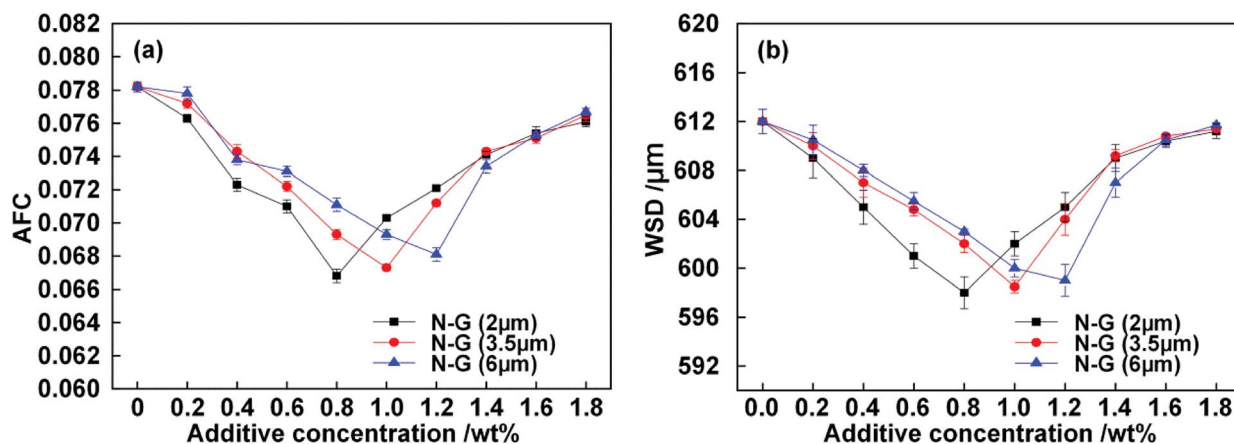 (a)
AFC
0.082
0.080
0.078
0.076
0.074
0.072
0.070
0.068
0.066
0.064
0.062
0.060
N-G (2μm)
N-G (3.5μm)
N-G (6μm)
0 0.2 0.4 0.6 0.8 1.0 1.2 1.4 1.6 1.8
Additive concentration /wt%
(b)
WSD /μm
620
616
612
608
604
600
596
592
N-G (2μm)
N-G (3.5μm)
N-G (6μm)
0.0 0.2 0.4 0.6 0.8 1.0 1.2 1.4 1.6 1.8
Additive concentration /wt%